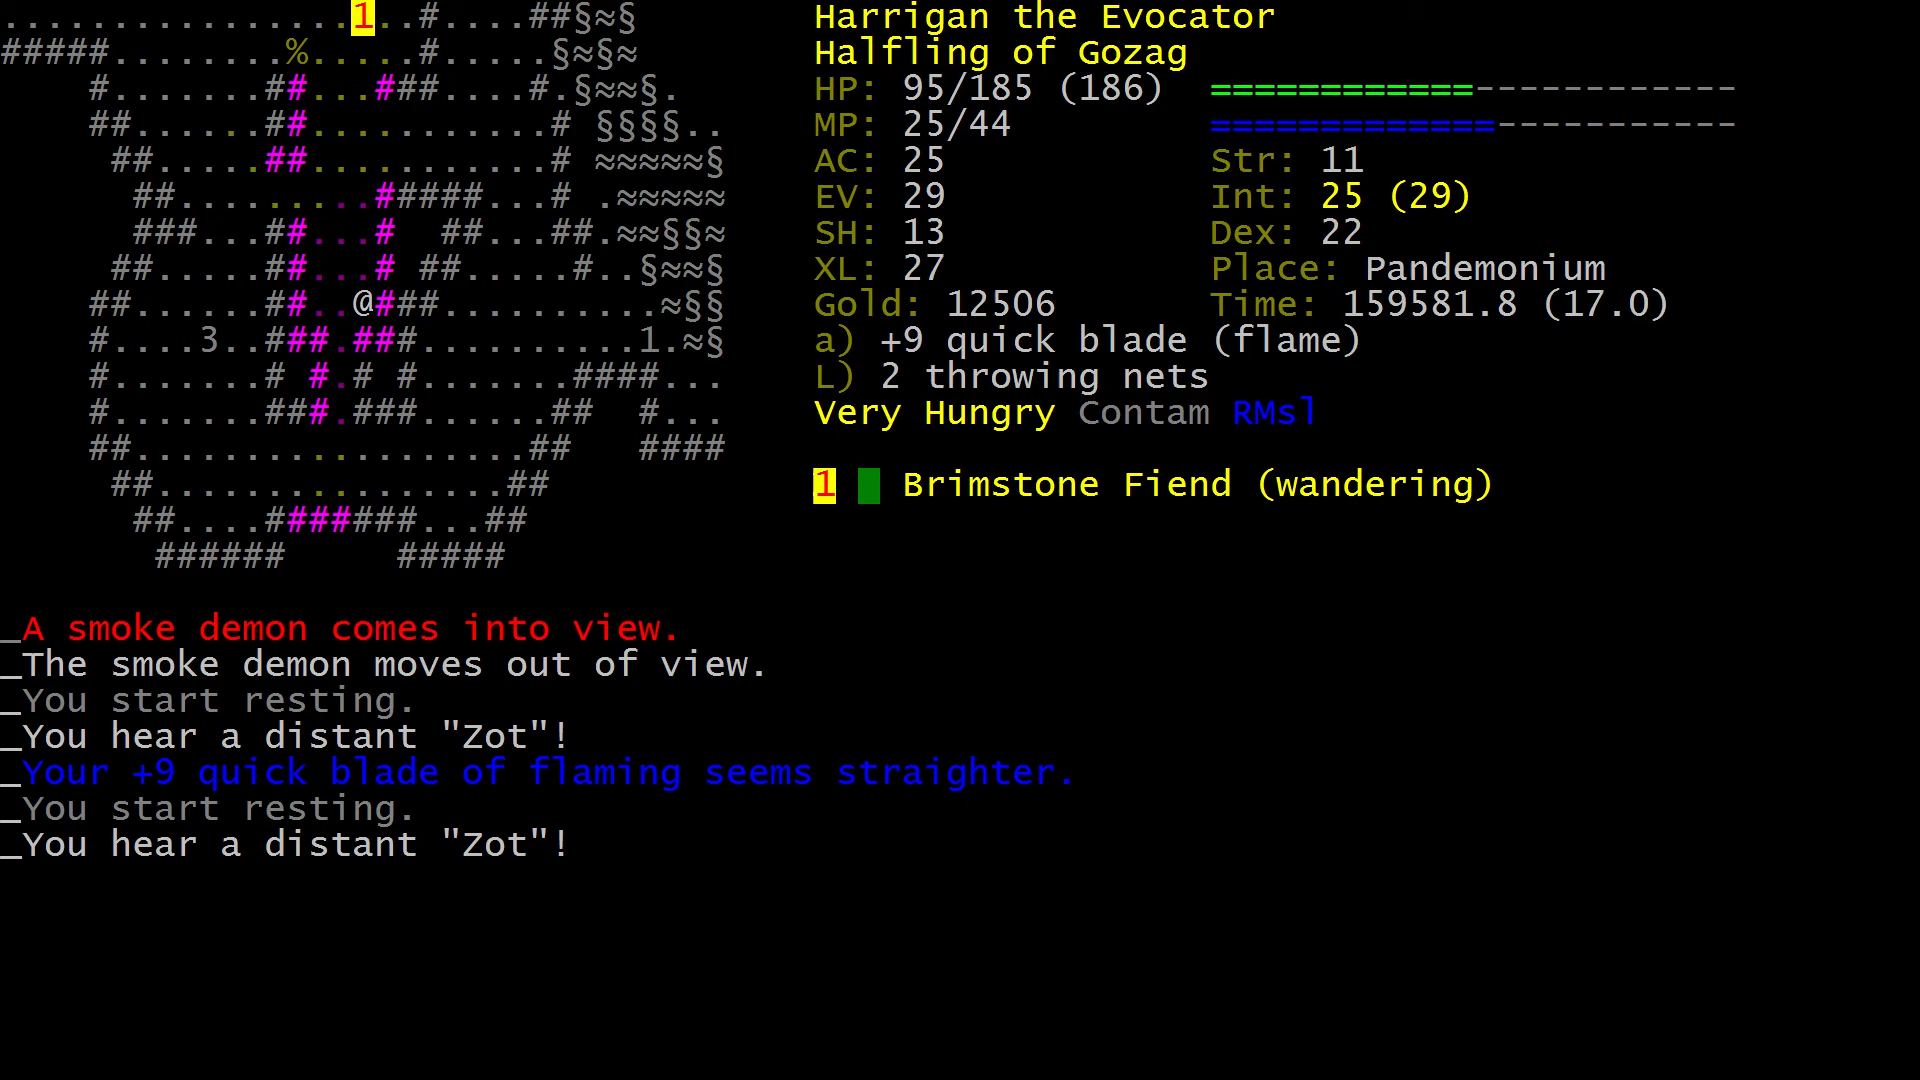 ................1..#....##§≈§
#####........%.....#.....§≈§≈
#.......##...###....#.§≈≈§.
##......##...........# §§§§..
##.....##...........# ≈≈≈≈≈§
##.........#####...# .≈≈≈≈≈
###...##...# ##...##.≈≈§§≈
##.....##...# ##.....#..§≈≈§
##......##..@###..........≈§§
#....3..###.###..........1.≈§
#.......# #.# #.......####...
#.......###.###......## #...
##..................## ####
##...............##
##....#######...##
###### #####
Harrigan the Evocator
Halfling of Gozag
HP: 95/185 (186) ============------------
MP: 25/44 =============-----------
AC: 25 Str: 11
EV: 29 Int: 25 (29)
SH: 13 Dex: 22
XL: 27 Place: Pandemonium
Gold: 12506 Time: 159581.8 (17.0)
a) +9 quick blade (flame)
L) 2 throwing nets
Very Hungry Contam RMsl
1 Brimstone Fiend (wandering)
_A smoke demon comes into view.
_The smoke demon moves out of view.
_You start resting.
_You hear a distant "Zot"!
_Your +9 quick blade of flaming seems straighter.
_You start resting.
_You hear a distant "Zot"!